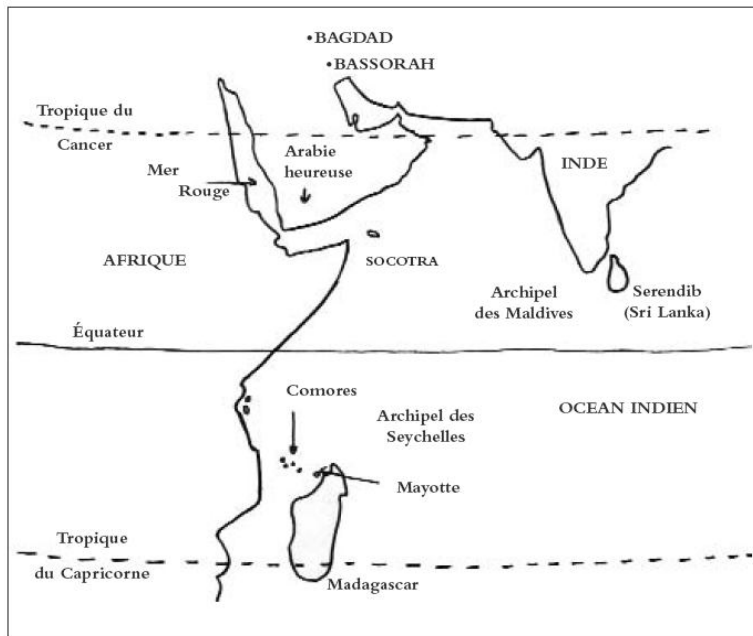 •BAGDAD
•BASSORAH
Tropique du
Cancer
Arabie
heureuse
Mer
Rouge
INDE
AFRIQUE
SOCOTRA
Archipel
des Maldives
Serendib
(Sri Lanka)
Équateur
Comores
Archipel des
Seychelles
OCEAN INDIEN
Mayotte
Tropique
du Capricorne
Madagascar